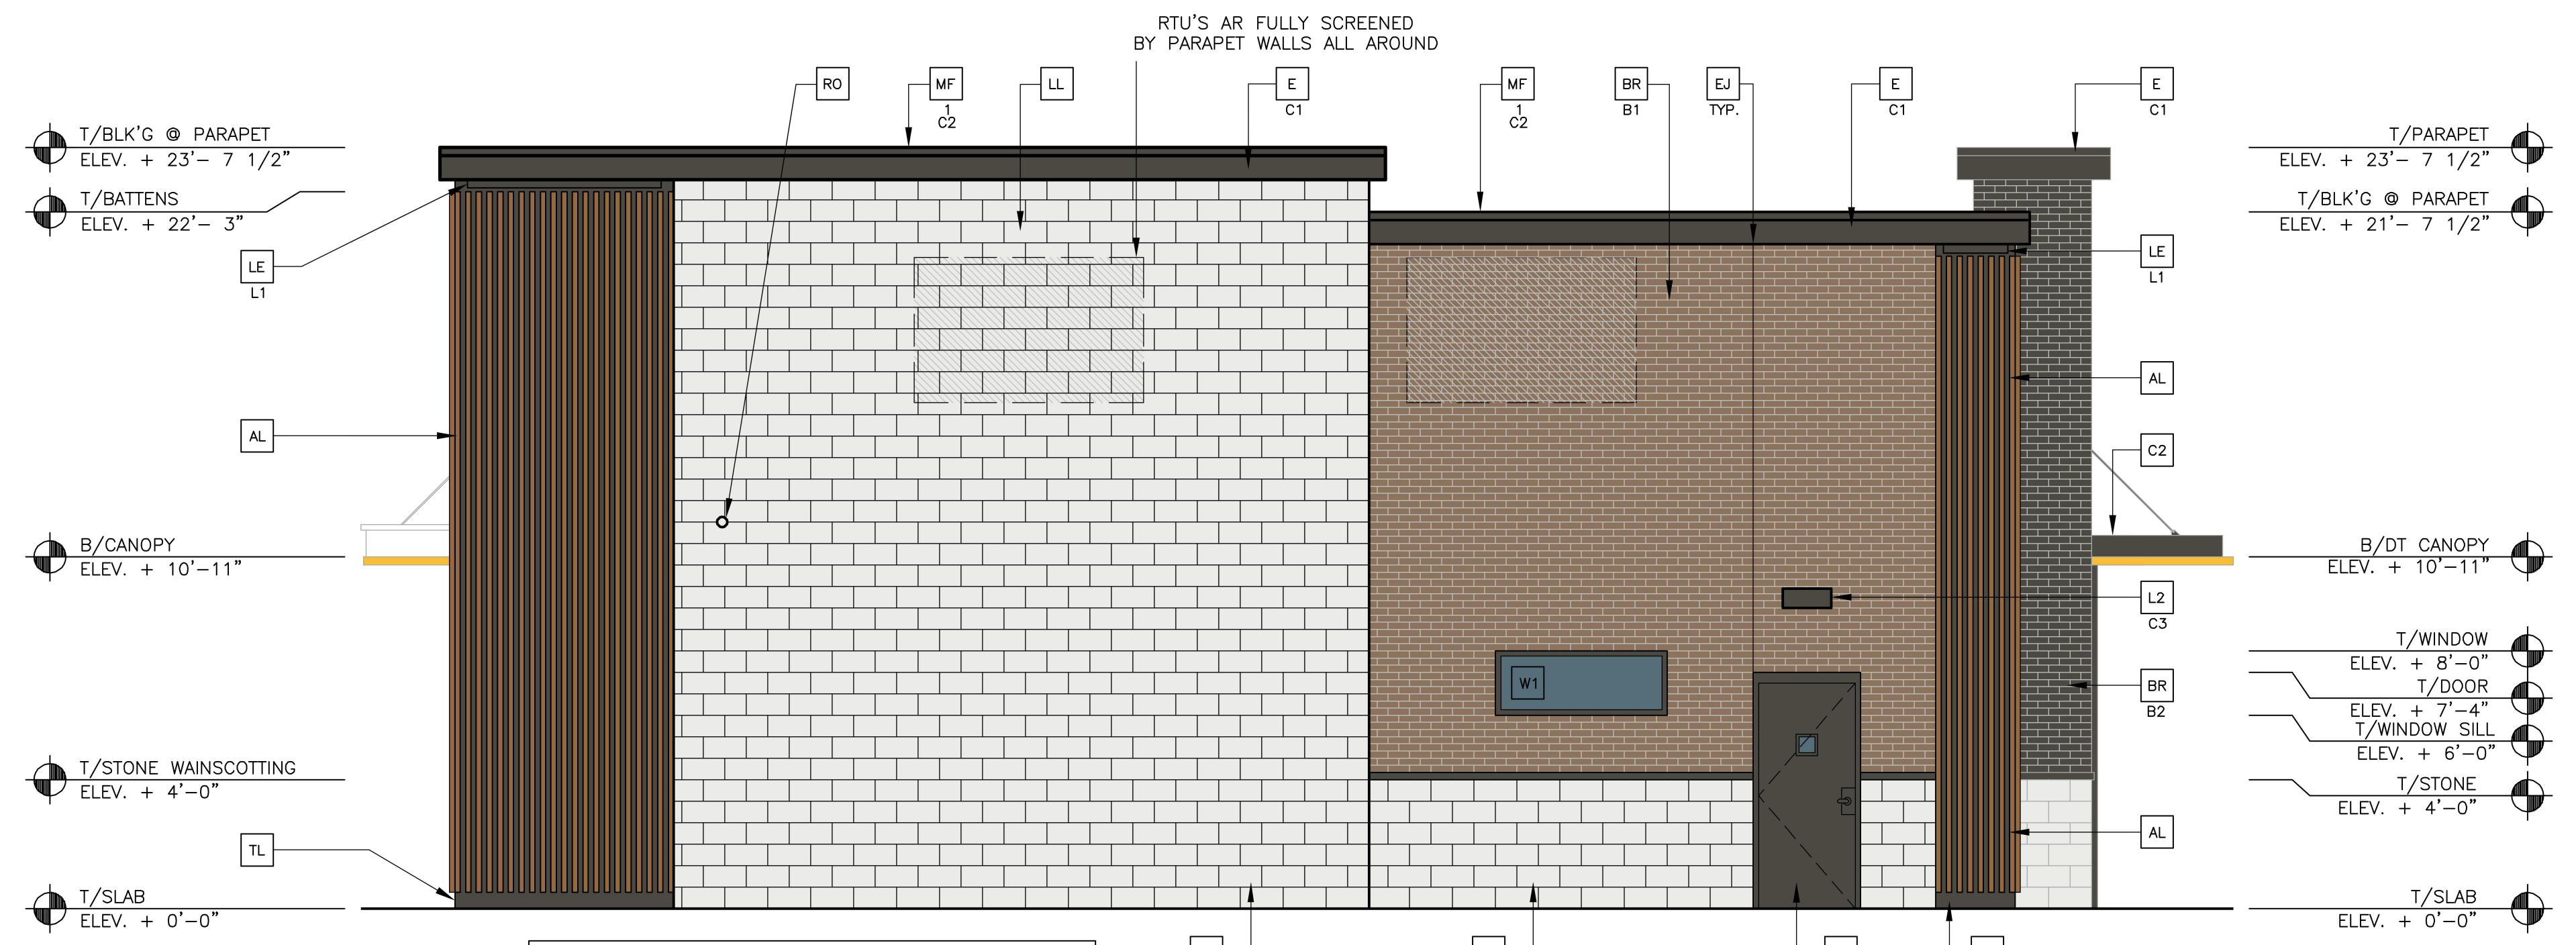 RTU'S AR FULLY SCREENED
BY PARAPET WALLS ALL AROUND
RO
MF
1
C2
LL
E
C1
MF
1
C2
BR
B1
EJ
TYP.
E
C1
E
C1
T/BLK'G @ PARAPET
ELEV. + 23'- 7 1/2"
T/BATTENS
ELEV. + 22'- 3"
LE
L1
AL
B/CANOPY
ELEV. + 10'-11"
T/STONE WAINSCOTTING
ELEV. + 4'-0"
TL
T/SLAB
ELEV. + 0'-0"
W1
T/PARAPET
ELEV. + 23'- 7 1/2"
T/BLK'G @ PARAPET
ELEV. + 21'- 7 1/2"
LE
L1
AL
C2
B/DT CANOPY
ELEV. + 10'-11"
L2
C3
T/WINDOW
ELEV. + 8'-0"
BR
B2
T/DOOR
ELEV. + 7'-4"
T/WINDOW SILL
ELEV. + 6'-0"
T/STONE
ELEV. + 4'-0"
AL
T/SLAB
ELEV. + 0'-0"